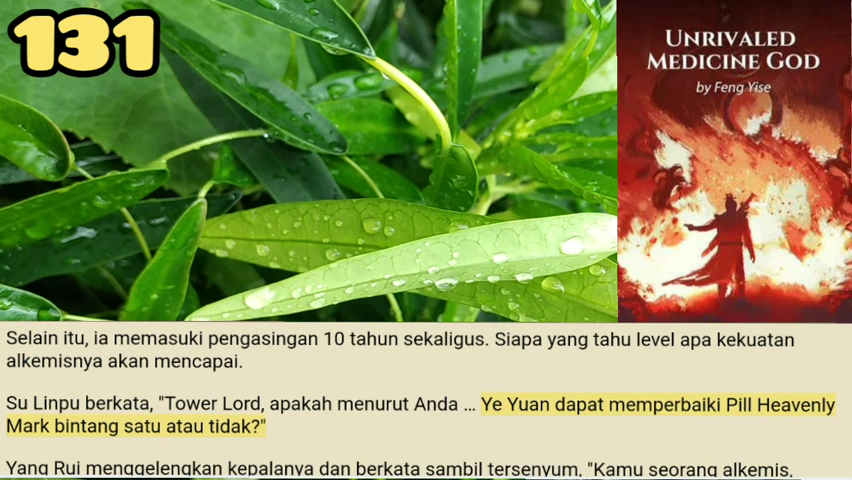 131
UNRIVALED
MEDICINE GOD
by Feng Yise
Selain itu, ia memasuki pengasingan 10 tahun sekaligus. Siapa yang tahu level apa kekuatan
alkemisnya akan mencapai.
Su Linpu berkata, "Tower Lord, apakah menurut Anda ... Ye Yuan dapat memperbaiki Pill Heavenly
Mark bintang satu atau tidak?"
Yang Rui menggelengkan kepalanya dan berkata sambil tersenyum, "Kamu seorang alkemis,